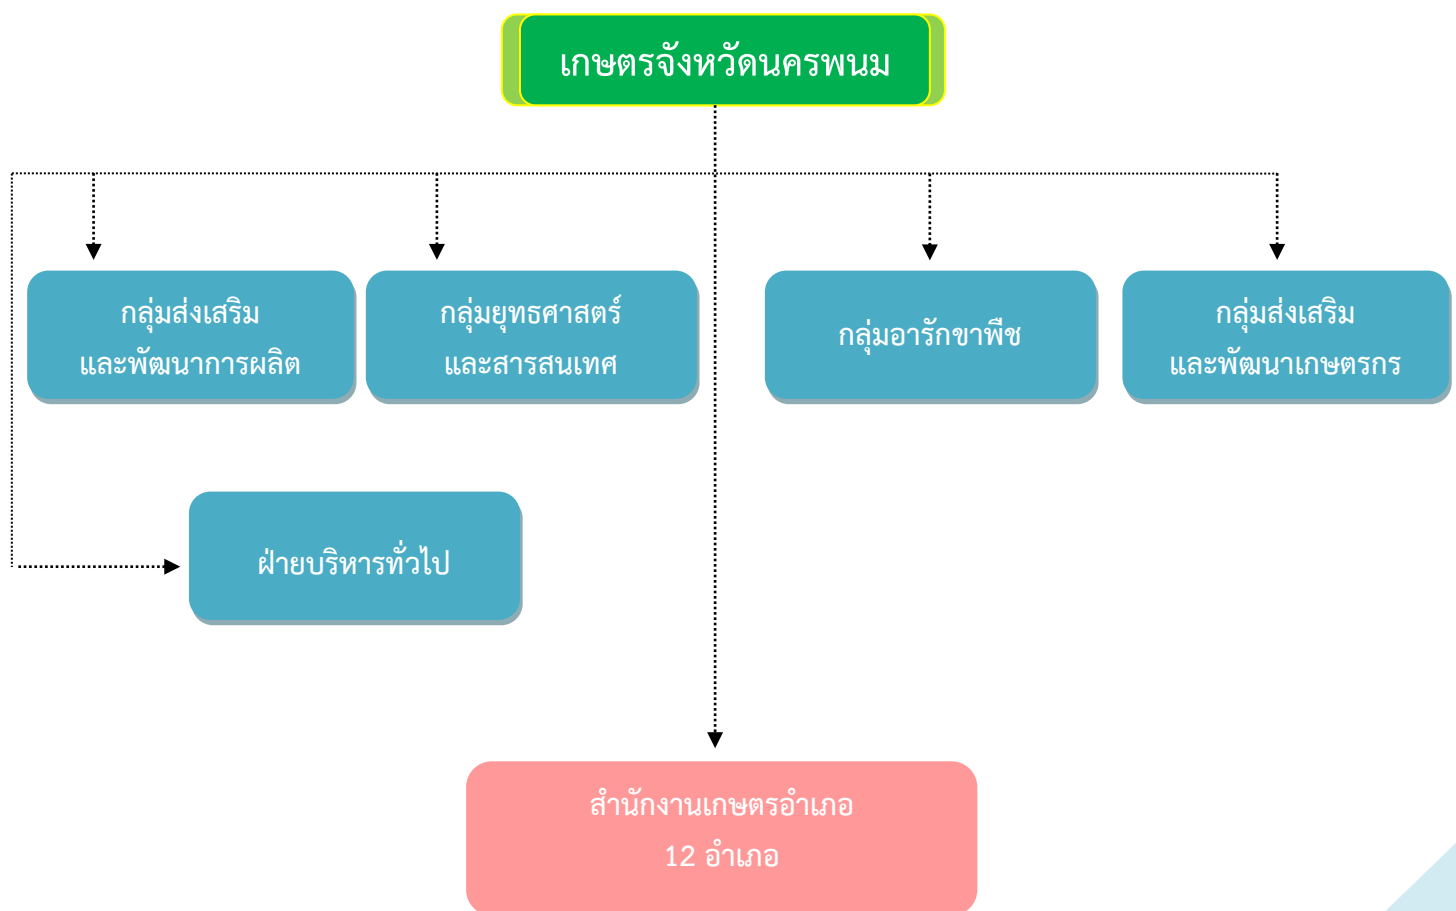 เกษตรจังหวัดนครพนม
กลุ่มส่งเสริม
และพัฒนาการผลิต
กลุ่มยุทธศาสตร์
และสารสนเทศ
กลุ่มอารักขาพืช
กลุ่มส่งเสริม
และพัฒนาเกษตรกร
ฝ่ายบริหารทั่วไป
สำนักงานเกษตรอำเภอ
12 อำเภอ